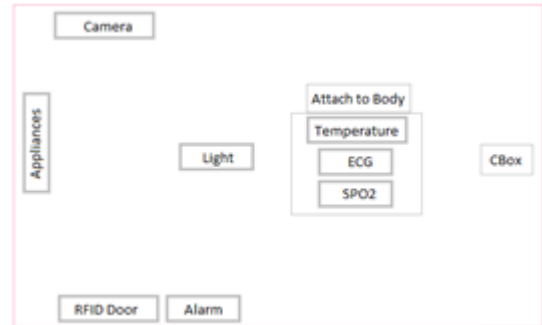 Camera
Attach to Body
Appliances
Temperature
Light
ECG
CBox
SPO2
RFID Door
Alarm